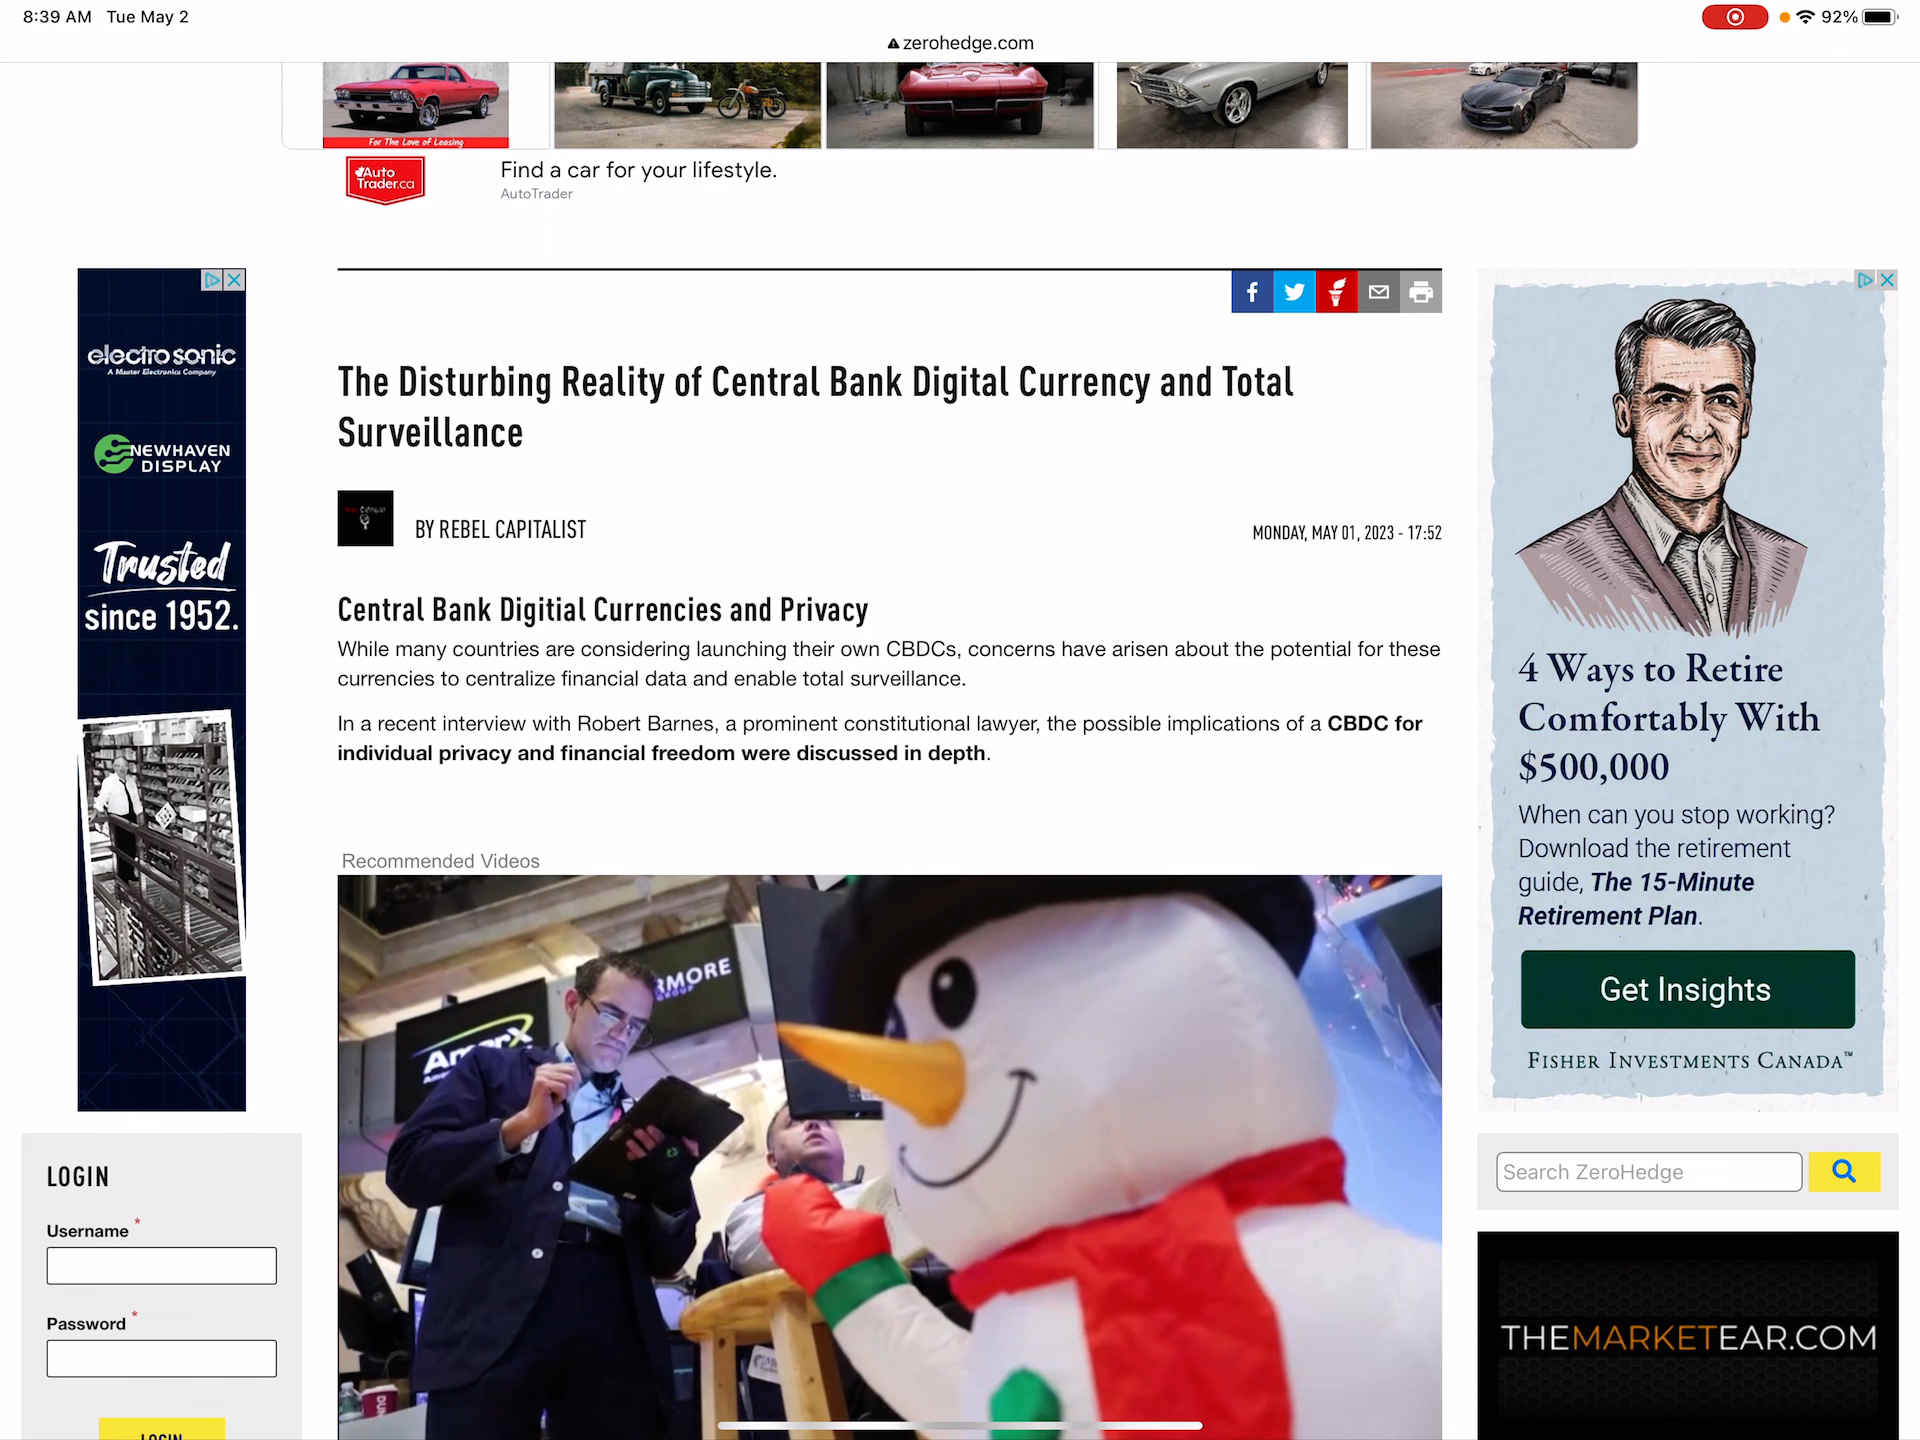 8:39 AM Tue May 2
92%
zerohedge.com
For The Love of Leasing
Auto
Trader.ca
Find a car for your lifestyle.
AutoTrader
electro sonic
A Master Electronics Company
NEWHAVEN
DISPLAY
Trusted
since 1952.
The Disturbing Reality of Central Bank Digital Currency and Total
Surveillance
BY REBEL CAPITALIST
MONDAY, MAY 01, 2023 - 17:52
Central Bank Digitial Currencies and Privacy
While many countries are considering launching their own CBDCs, concerns have arisen about the potential for these
currencies to centralize financial data and enable total surveillance.
In a recent interview with Robert Barnes, a prominent constitutional lawyer, the possible implications of a CBDC for
individual privacy and financial freedom were discussed in depth.
Recommended Videos
RMORE
GROUP
AmerX
4 Ways to Retire
Comfortably With
$500,000
When can you stop working?
Download the retirement
guide, The 15-Minute
Retirement Plan.
Get Insights
FISHER INVESTMENTS CANADA™
LOGIN
Username *
Password *
LOGIN
Search ZeroHedge
THEMARKETEAR.COM